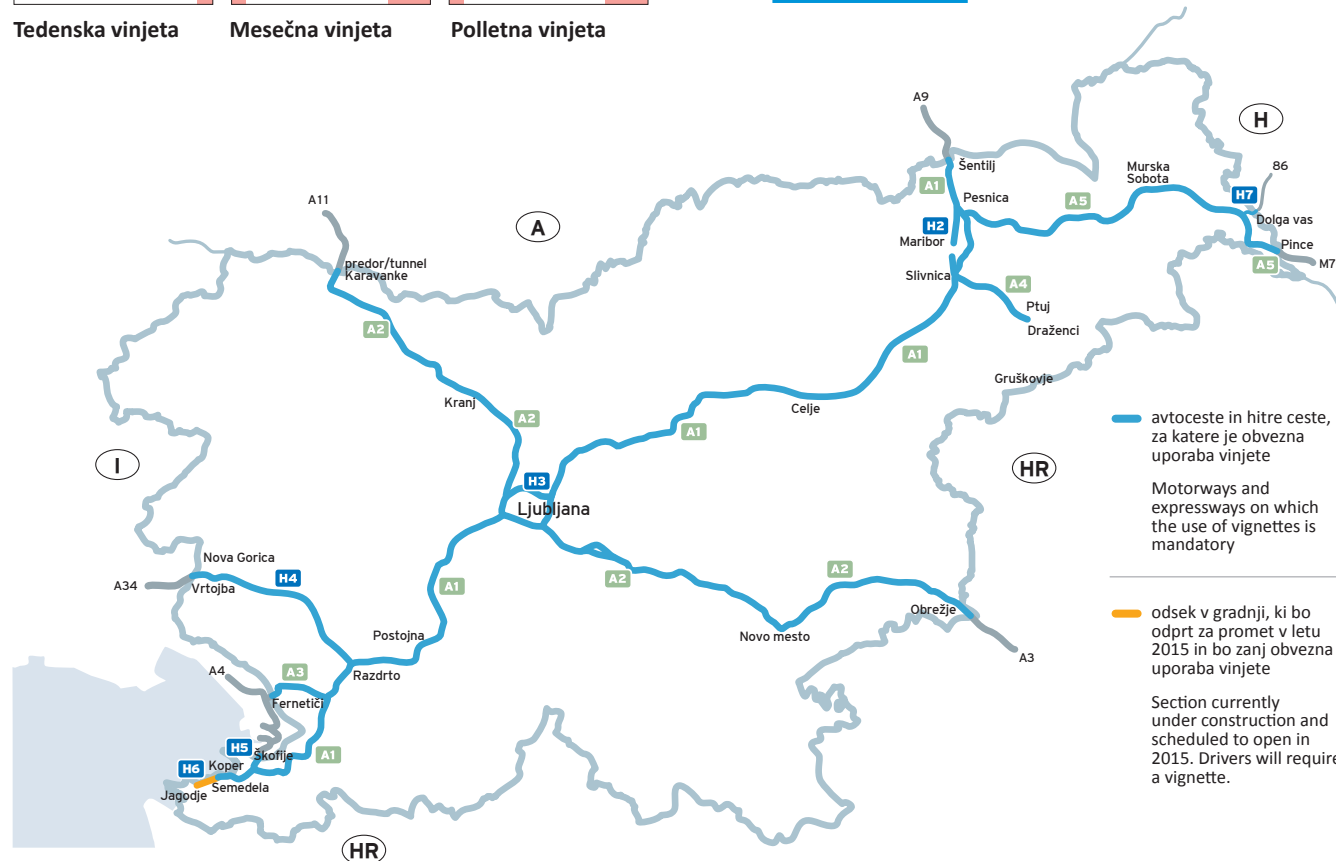 Tedenska vinjeta
Mesečna vinjeta
Polletna vinjeta
A9
H
Šentilj
86
Murska
Sobota
A1
Pesnica
A5
H7
A11
A
H2
Dolga vas
Maribor
Pince
predor/tunnel
Karavanke
Slivnica
A5
M7
A4
Ptuj
A2
Draženci
A1
Gruškovje
Kranj
Celje
A2
A1
I
HR
H3
Ljubljana
Nova Gorica
A34
Vrtojba
H4
A1
A2
A2
Obrežje
Postojna
Novo mesto
A3
A4
A3
Razdrto
Fernetiči
H5
Škofije
A1
H6
Koper
Jagodje
Semedela
HR
avtoceste in hitre ceste,
za katere je obvezna
uporaba vinjete
Motorways and
expressways on which
the use of vignettes is
mandatory
odsek v gradnji, ki bo
odprt za promet v letu
2015 in bo zanj obvezna
uporaba vinjete
Section currently
under construction and
scheduled to open in
2015. Drivers will require
a vignette.